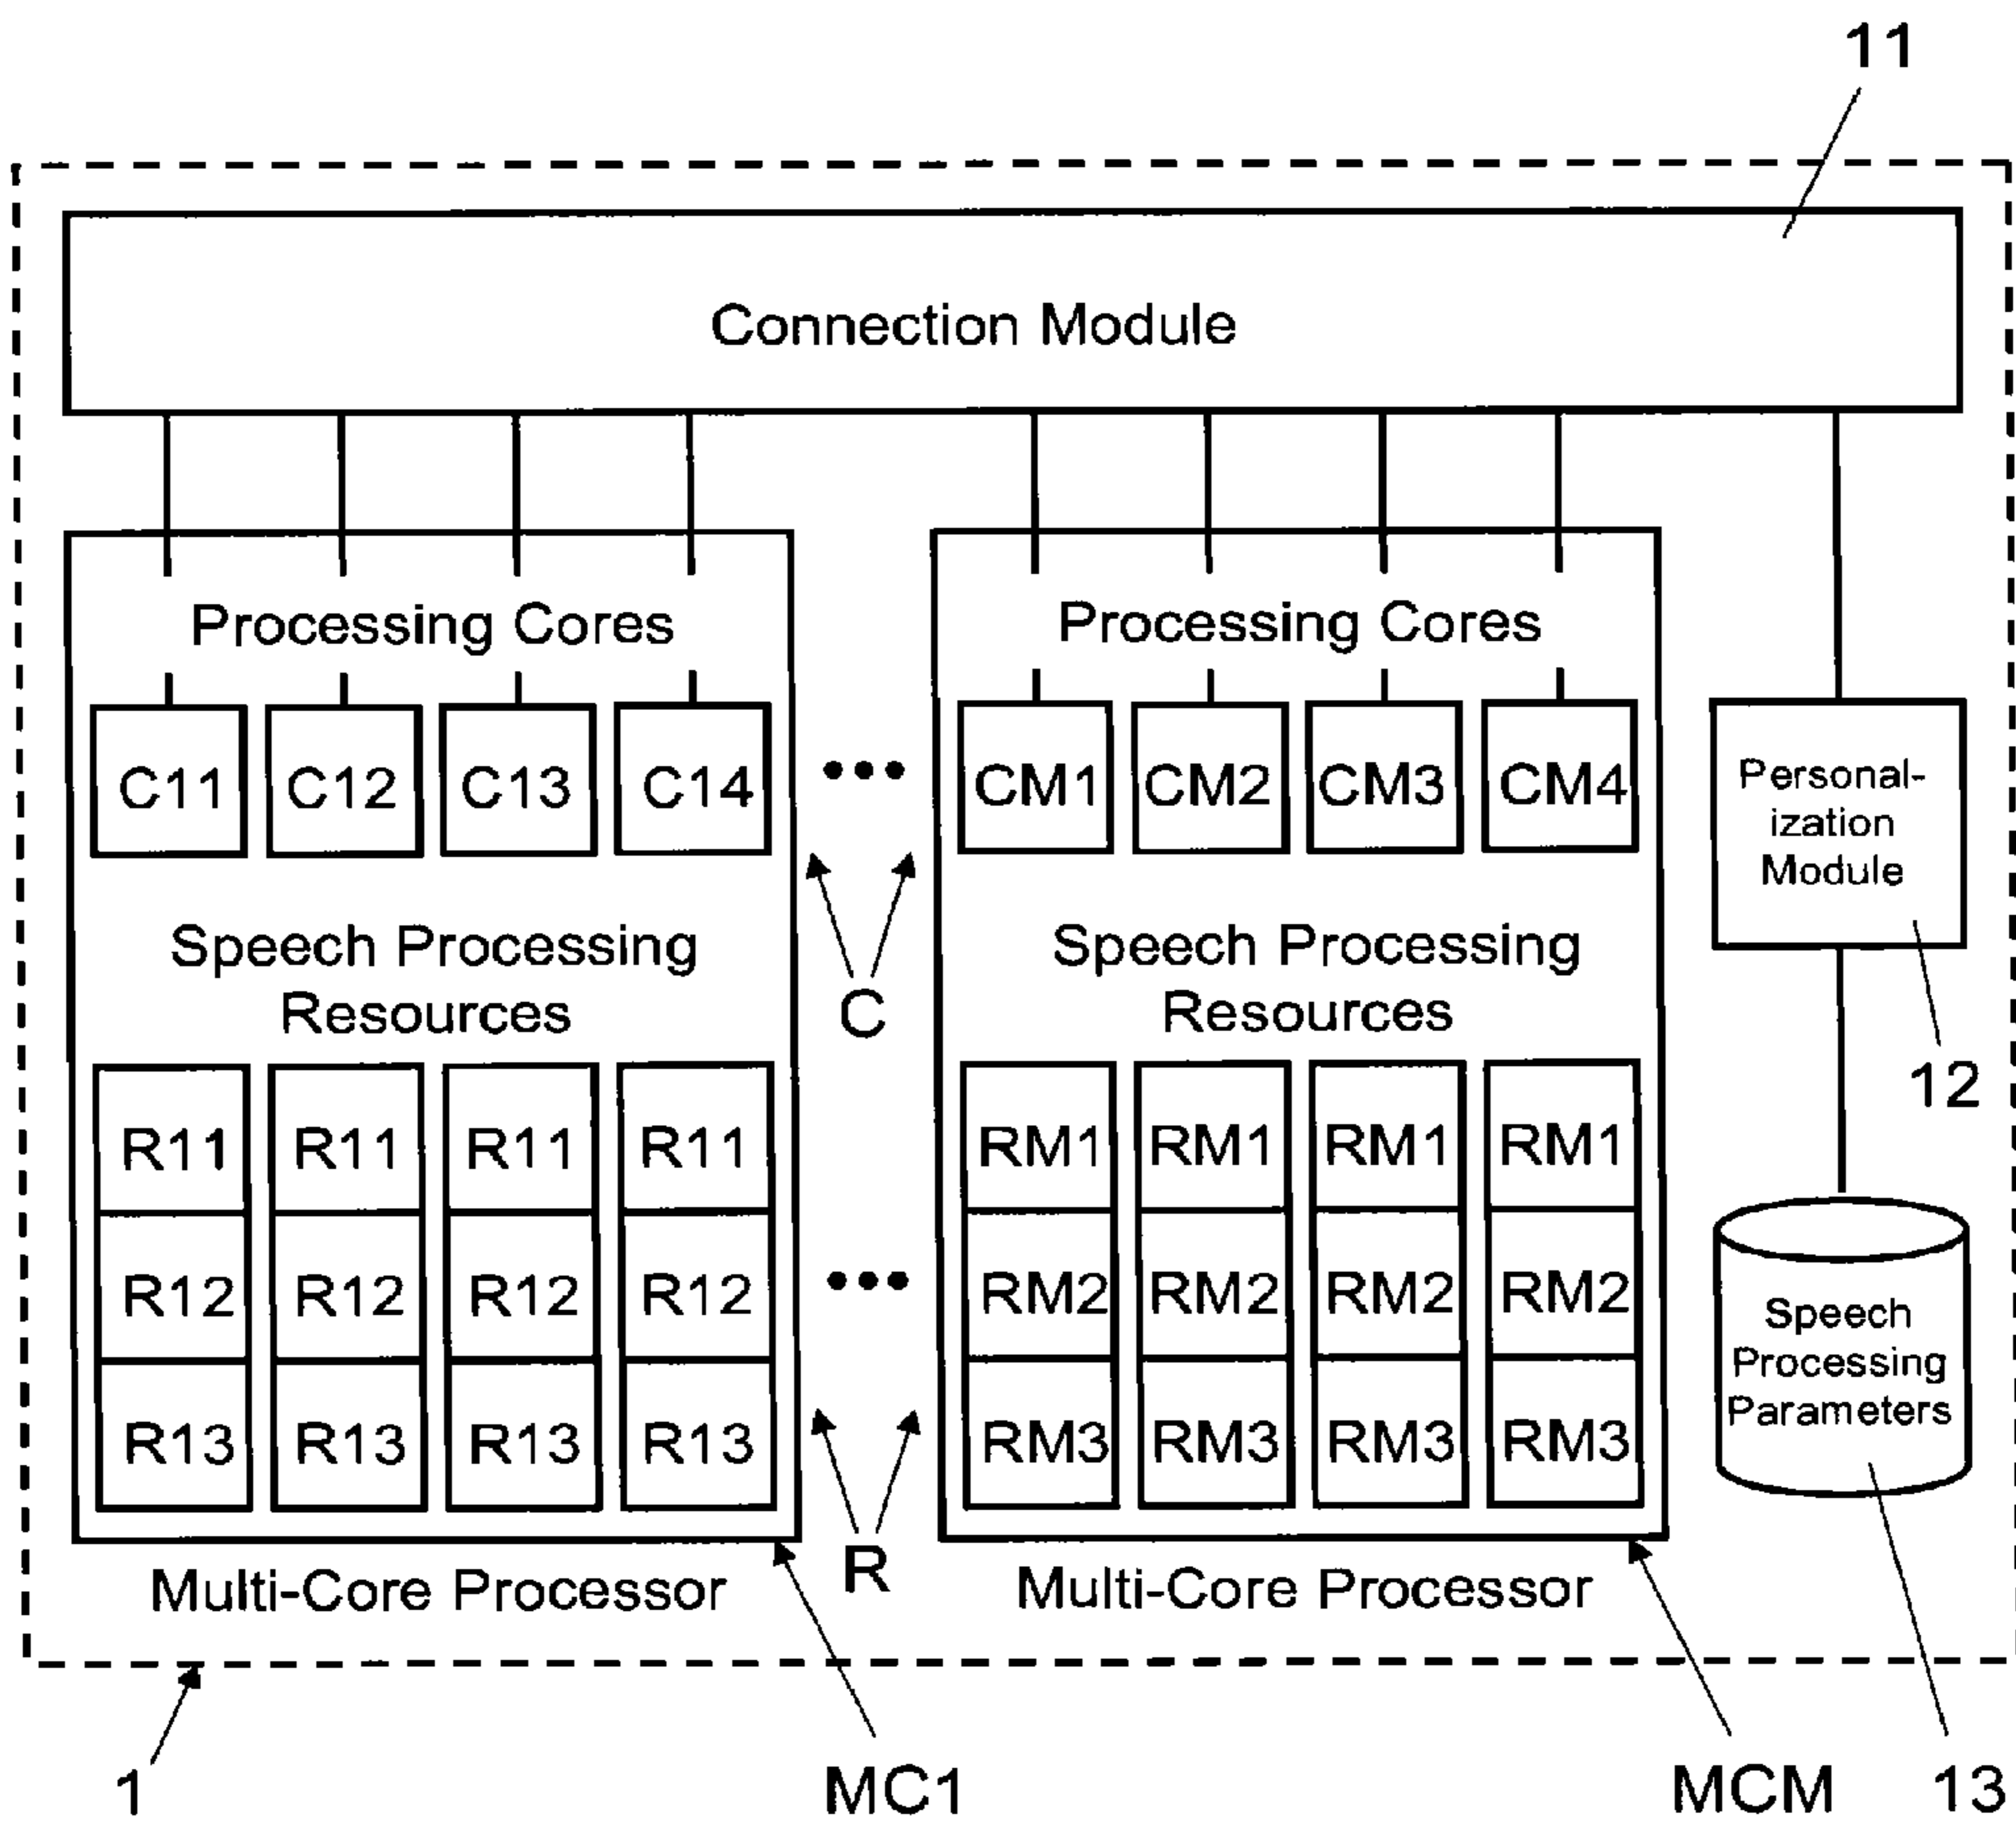 11
Connection Module
Processing Cores
Processing Cores
C11 C12 C13 C14
CM1 CM2 CM3 CM4
Personal-
ization
Module
Speech Processing
Resources
C
Speech Processing
Resources
12
R11 R11 R11 R11
RM1 RM1 RM1 RM1
R12 R12 R12 R12
RM2 RM2 RM2 RM2
R13 R13 R13 R13
RM3 RM3 RM3 RM3
Speech
Processing
Parameters
Multi-Core Processor
R
Multi-Core Processor
1
MC1
MCM
13